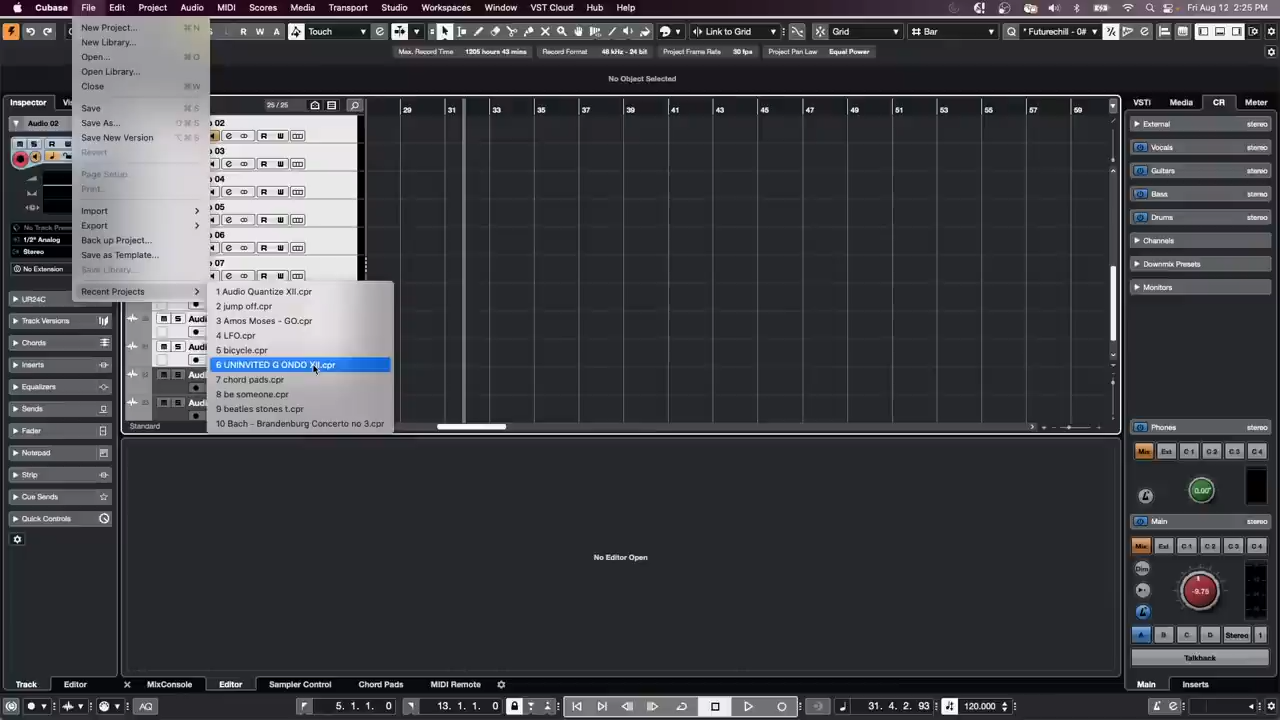 Cubase File Edit Project Audio MIDI Scores Media Transport Studio Workspaces Window VST Cloud Hub Help
Fri Aug 12 2:25 PM
R W A Touch Link to Grid Grid Bar Q * Futurechill - 0#
Max. Record Time 1205 hours 43 mins Record Format 48 kHz - 24 bit Project Frame Rate 30 fps Project Pan Law Equal Power
No Object Selected
New Project... ⌘N
New Library...
Open... ⌘O
Open Library...
Close ⌘W
Save ⌘S
Save As... ⇧⌘S
Save New Version ⌥⌘S
Revert
Page Setup...
Print...
Import
Export
Back up Project...
Save as Template...
Save Library...
Recent Projects
1 Audio Quantize XII.cpr
2 jump off.cpr
3 Amos Moses - GO.cpr
4 LFO.cpr
5 bicycle.cpr
6 UNINVITED G ONDO XII.cpr
7 chord pads.cpr
8 be someone.cpr
9 beatles stones t.cpr
10 Bach - Brandenburg Concerto no 3.cpr
Inspector
Audio 02
M S
No Track Prese
1/2" Analog
Stereo
No Extension
UR24C
Track Versions
Chords
Equalizers
Sends
Fader
Notepad
Strip
Cue Sends
Quick Controls
25 / 25
29 31 33 35 37 39 41 43 45 47 49 51 53 55 57 59
02
R W
03
R W
04
R W
05
R W
06
R W
07
R W
M S Aud
M S Aud
Aud
Aud
Standard
No Editor Open
VSTi Media CR Meter
External stereo
Vocals stereo
Guitars stereo
Bass stereo
Drums stereo
Channels
Downmix Presets
Monitors
Phones stereo
Mix Ext C 1 C 2 C 3 C 4
0.00
Main stereo
Mix Ext C 1 C 2 C 3 C 4
Dim
-9.75
A B C D Stereo 1
Talkback
Main Inserts
Track Editor MixConsole Editor Sampler Control Chord Pads MIDI Remote
AQ 5. 1. 1. 0 13. 1. 1. 0 31. 4. 2. 93 120.000